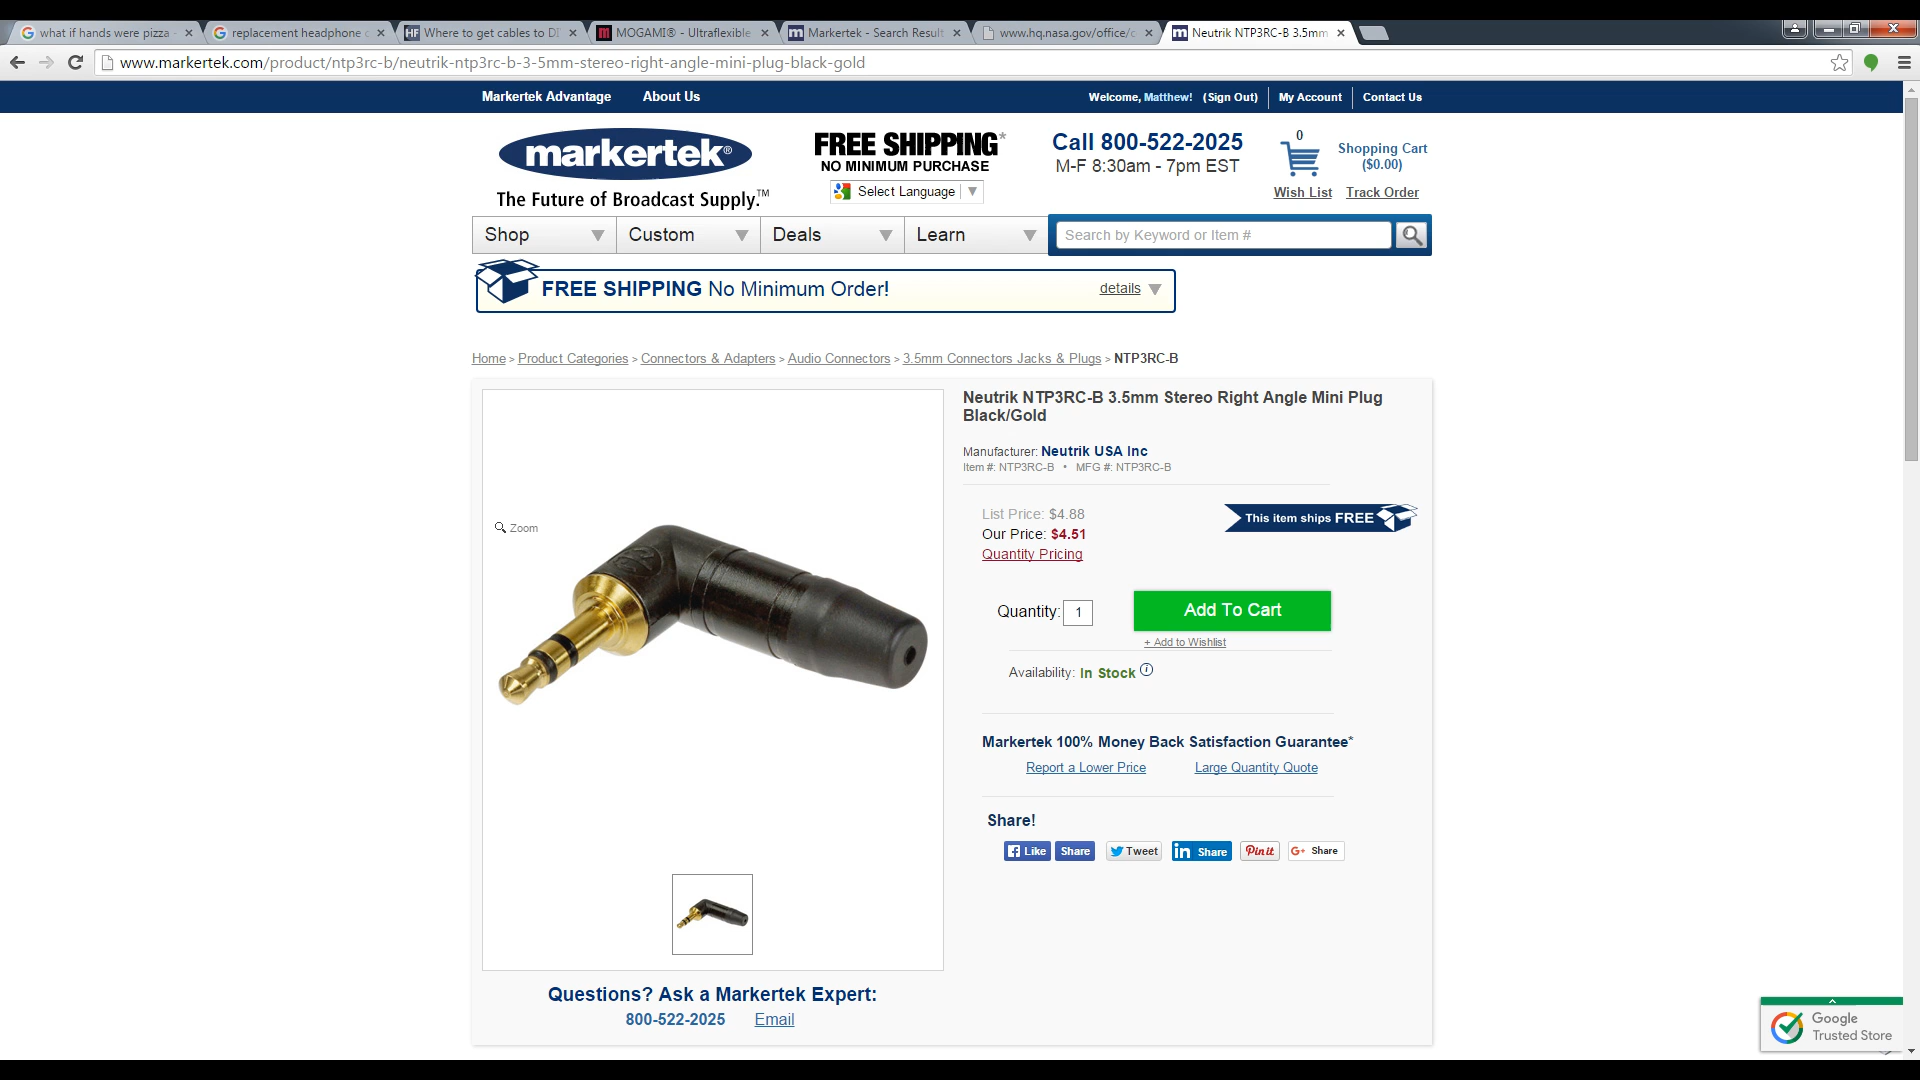 what if hands were pizza
replacement headphone c
HF Where to get cables to DI
MOGAMI® - Ultraflexible
Markertek - Search Result
www.hq.nasa.gov/office/c
Neutrik NTP3RC-B 3.5mm
www.markertek.com/product/ntp3rc-b/neutrik-ntp3rc-b-3-5mm-stereo-right-angle-mini-plug-black-gold
Markertek Advantage About Us
Welcome, Matthew! (Sign Out) My Account Contact Us
markertek®
The Future of Broadcast Supply.™
FREE SHIPPING*
NO MINIMUM PURCHASE
Select Language ▼
Call 800-522-2025
M-F 8:30am - 7pm EST
0
Shopping Cart
($0.00)
Wish List Track Order
Shop Custom Deals Learn
Search by Keyword or Item #
FREE SHIPPING No Minimum Order!
details
Home > Product Categories > Connectors & Adapters > Audio Connectors > 3.5mm Connectors Jacks & Plugs > NTP3RC-B
Zoom
Neutrik NTP3RC-B 3.5mm Stereo Right Angle Mini Plug
Black/Gold
Manufacturer: Neutrik USA Inc
Item #: NTP3RC-B • MFG #: NTP3RC-B
List Price: $4.88
Our Price: $4.51
Quantity Pricing
This item ships FREE
Quantity: 1
Add To Cart
+ Add to Wishlist
Availability: In Stock i
Markertek 100% Money Back Satisfaction Guarantee*
Report a Lower Price Large Quantity Quote
Share!
Like Share Tweet in Share Pin it G+ Share
Questions? Ask a Markertek Expert:
800-522-2025 Email
Google
Trusted Store